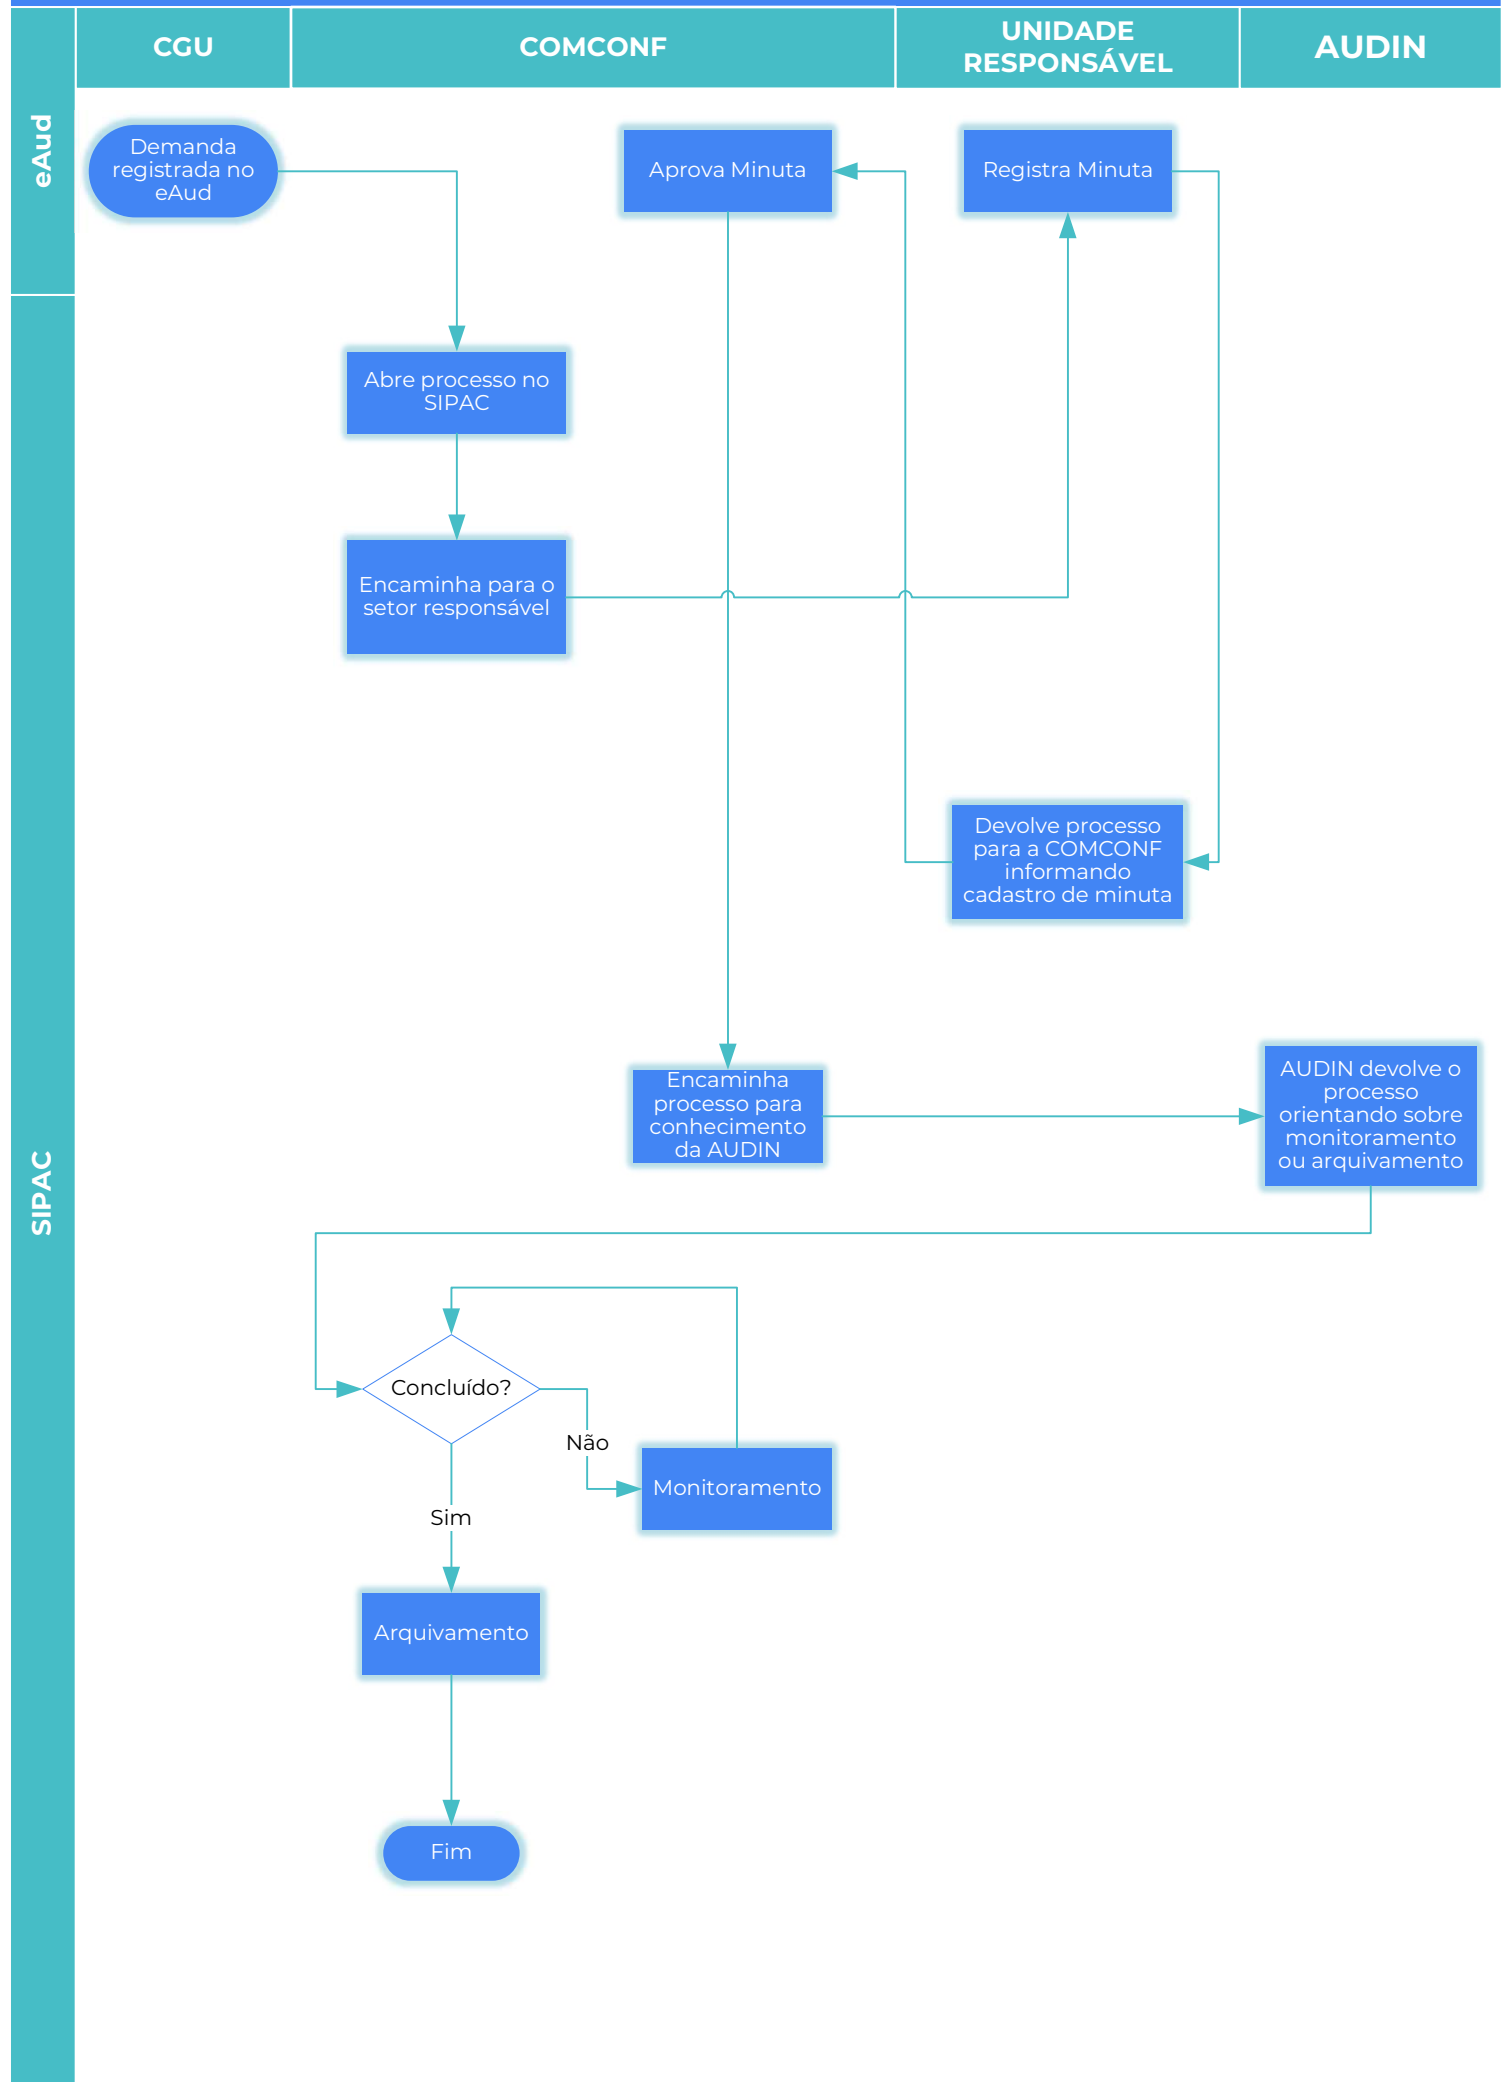 CGU
COMCONF
UNIDADE
RESPONSÁVEL
AUDIN
eAud
Demanda
registrada no
eAud
Aprova Minuta
Registra Minuta
SIPAC
Abre processo no
SIPAC
Encaminha para o
setor responsável
Devolve processo
para a COMCONF
informando
cadastro de minuta
Encaminha
processo para
conhecimento
da AUDIN
AUDIN devolve o
processo
orientando sobre
monitoramento
ou arquivamento
Concluído?
Não
Monitoramento
Sim
Arquivamento
Fim